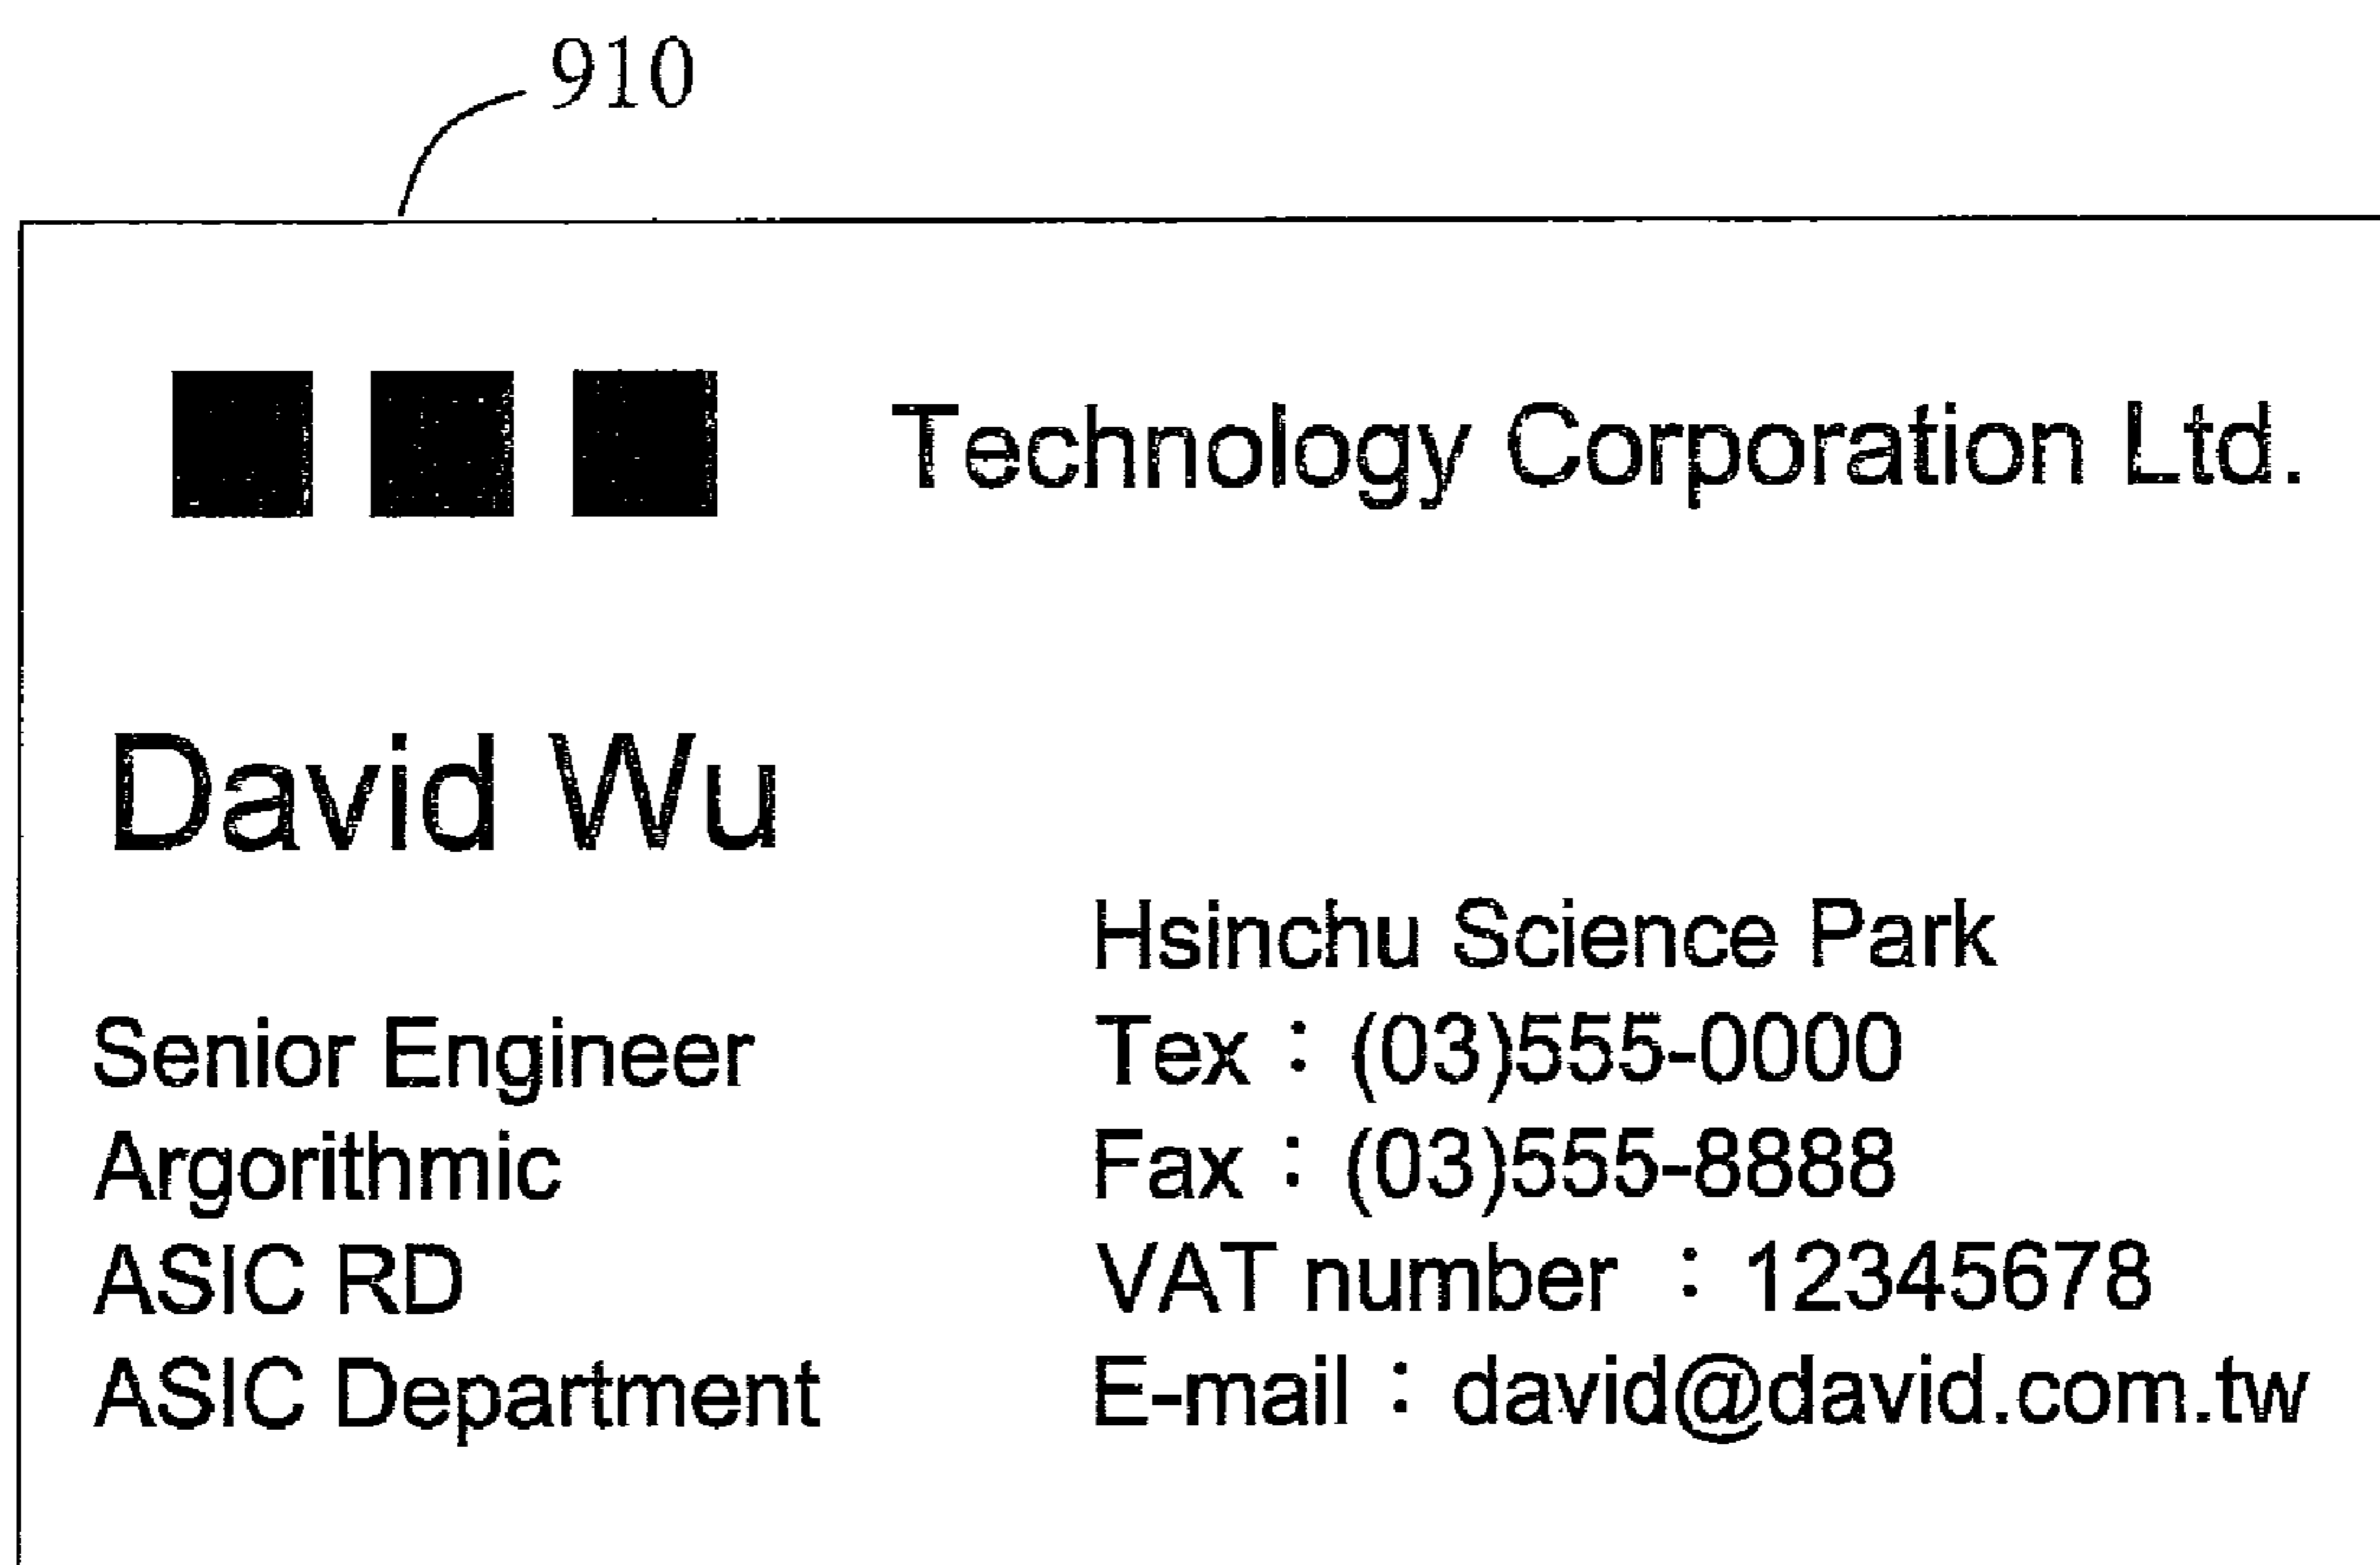 910
Technology Corporation Ltd.
David Wu
Senior Engineer
Argorithmic
ASIC RD
ASIC Department
Hsinchu Science Park
Tex：(03)555-0000
Fax：(03)555-8888
VAT number ：12345678
E-mail：david@david.com.tw